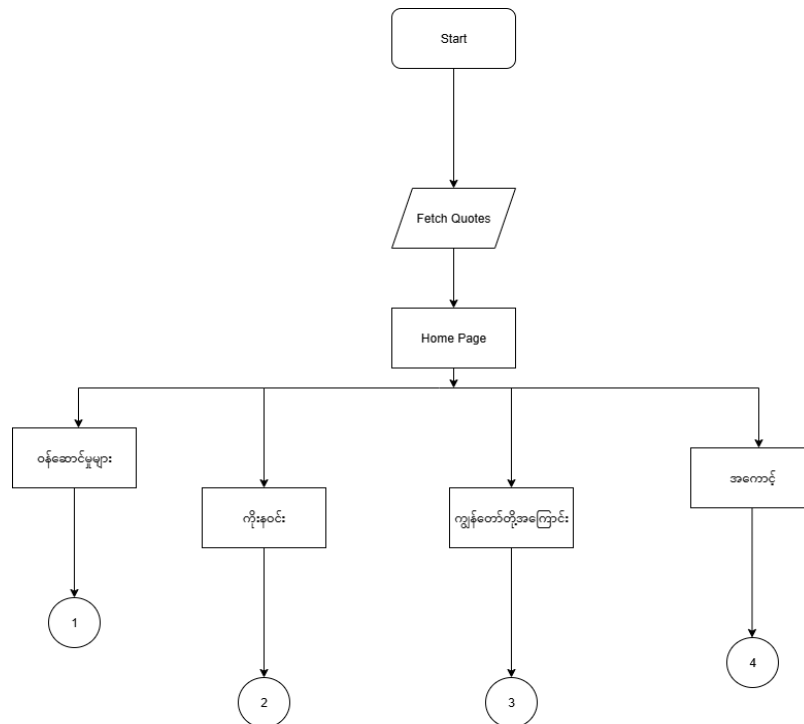 Start
Fetch Quotes
Home Page
ဝန်ဆောင်မှုများ
ကိုးနဝင်း
ကျွန်တော်တို့အကြောင်း
အကောင့်
1
2
3
4